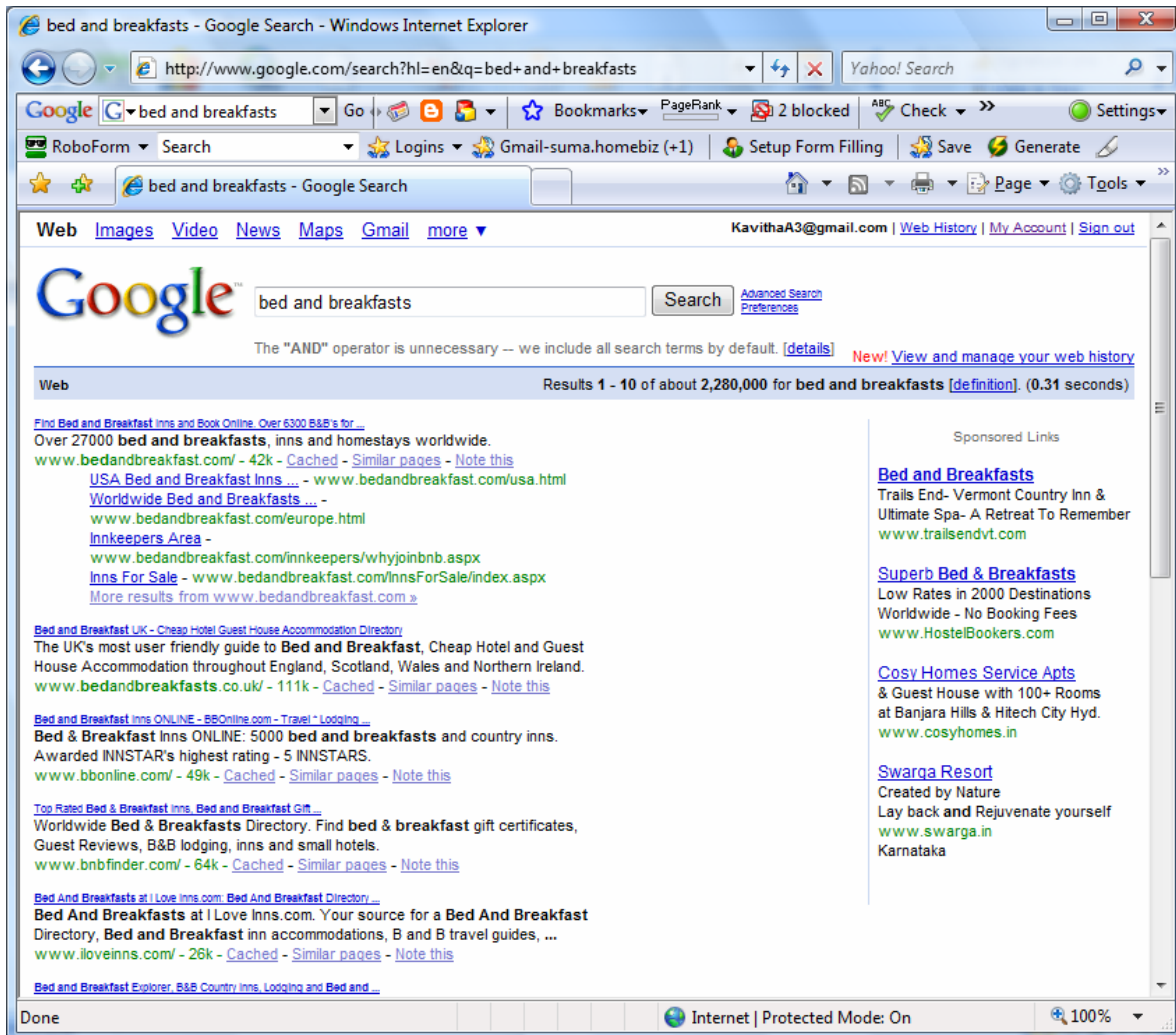 bed and breakfasts - Google Search - Windows Internet Explorer
http://www.google.com/search?hl=en&q=bed+and+breakfasts
Yahoo! Search
Google G bed and breakfasts Go Bookmarks PageRank 2 blocked ABC Check » Settings
RoboForm Search Logins Gmail-suma.homebiz (+1) Setup Form Filling Save Generate
bed and breakfasts - Google Search Page Tools »
Web Images Video News Maps Gmail more ▼
KavithaA3@gmail.com | Web History | My Account | Sign out
Google™ bed and breakfasts Search
Advanced Search
Preferences
The "AND" operator is unnecessary -- we include all search terms by default. [details]
New! View and manage your web history
Web Results 1 - 10 of about 2,280,000 for bed and breakfasts [definition]. (0.31 seconds)
Find Bed and Breakfast Inns and Book Online. Over 6300 B&B's for ...
Over 27000 bed and breakfasts, inns and homestays worldwide.
www.bedandbreakfast.com/ - 42k - Cached - Similar pages - Note this
USA Bed and Breakfast Inns ... - www.bedandbreakfast.com/usa.html
Worldwide Bed and Breakfasts ... -
www.bedandbreakfast.com/europe.html
Innkeepers Area -
www.bedandbreakfast.com/innkeepers/whyjoinbnb.aspx
Inns For Sale - www.bedandbreakfast.com/InnsForSale/index.aspx
More results from www.bedandbreakfast.com »
Bed and Breakfast UK - Cheap Hotel Guest House Accommodation Directory
The UK's most user friendly guide to Bed and Breakfast, Cheap Hotel and Guest
House Accommodation throughout England, Scotland, Wales and Northern Ireland.
www.bedandbreakfasts.co.uk/ - 111k - Cached - Similar pages - Note this
Bed and Breakfast Inns ONLINE - BBOnline.com - Travel ~ Lodging ...
Bed & Breakfast Inns ONLINE: 5000 bed and breakfasts and country inns.
Awarded INNSTAR's highest rating - 5 INNSTARS.
www.bbonline.com/ - 49k - Cached - Similar pages - Note this
Top Rated Bed & Breakfast Inns, Bed and Breakfast Gift ...
Worldwide Bed & Breakfasts Directory. Find bed & breakfast gift certificates,
Guest Reviews, B&B lodging, inns and small hotels.
www.bnbfinder.com/ - 64k - Cached - Similar pages - Note this
Bed And Breakfasts at I Love Inns.com: Bed And Breakfast Directory ...
Bed And Breakfasts at I Love Inns.com. Your source for a Bed And Breakfast
Directory, Bed and Breakfast inn accommodations, B and B travel guides, ...
www.iloveinns.com/ - 26k - Cached - Similar pages - Note this
Bed and Breakfast Explorer, B&B Country Inns, Lodging and Bed and ...
Sponsored Links
Bed and Breakfasts
Trails End- Vermont Country Inn &
Ultimate Spa- A Retreat To Remember
www.trailsendvt.com
Superb Bed & Breakfasts
Low Rates in 2000 Destinations
Worldwide - No Booking Fees
www.HostelBookers.com
Cosy Homes Service Apts
& Guest House with 100+ Rooms
at Banjara Hills & Hitech City Hyd.
www.cosyhomes.in
Swarga Resort
Created by Nature
Lay back and Rejuvenate yourself
www.swarga.in
Karnataka
Done Internet | Protected Mode: On 100%